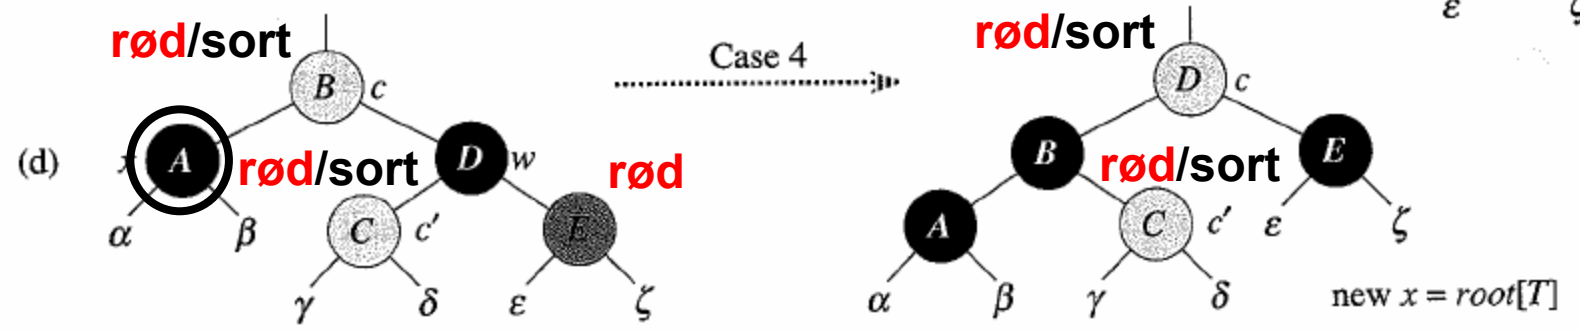 ε ζ
rød/sort rød/sort
B c Case 4 D c
(d) x A rød/sort D w rød B rød/sort E
α β C c′ E A C c′ ε ζ
γ δ ε ζ α β γ δ new x = root[T]